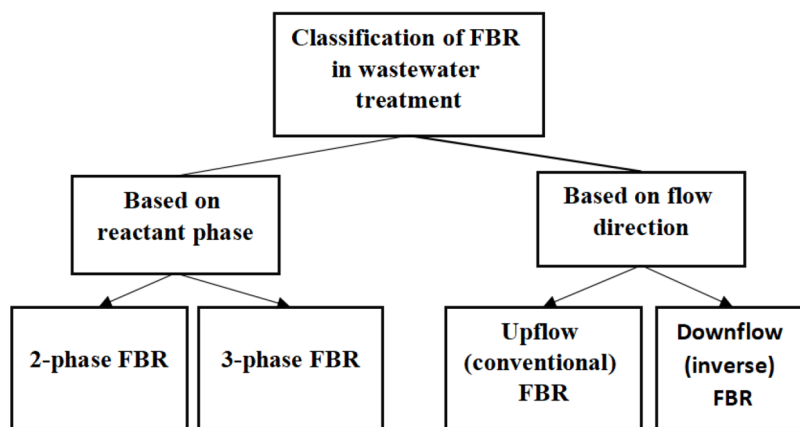 Classification of FBR
in wastewater
treatment
Based on
reactant phase
Based on flow
direction
2-phase FBR
3-phase FBR
Upflow
(conventional)
FBR
Downflow
(inverse)
FBR